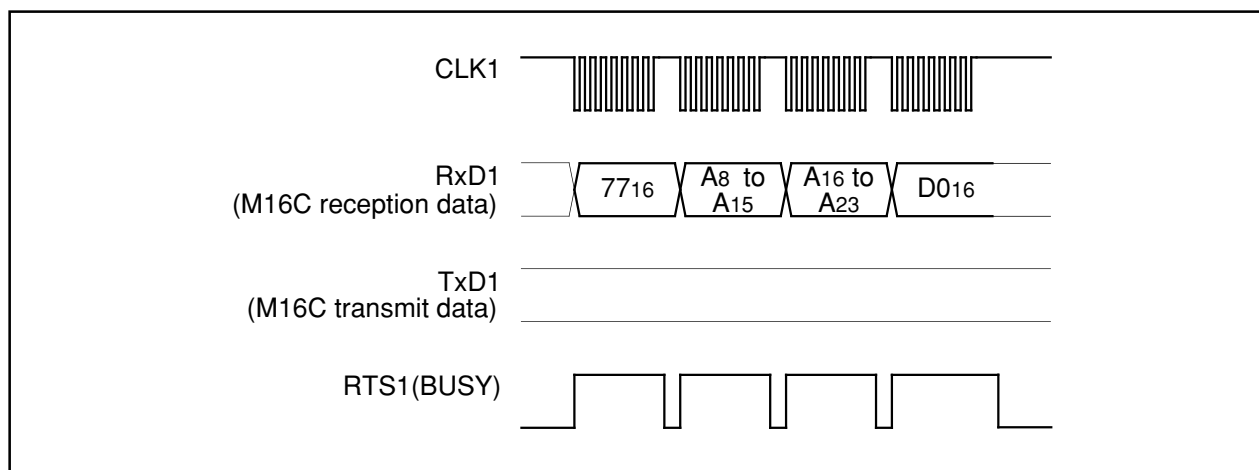 CLK1
RxD1
(M16C reception data)
7716
A8 to
A15
A16 to
A23
D016
TxD1
(M16C transmit data)
RTS1(BUSY)